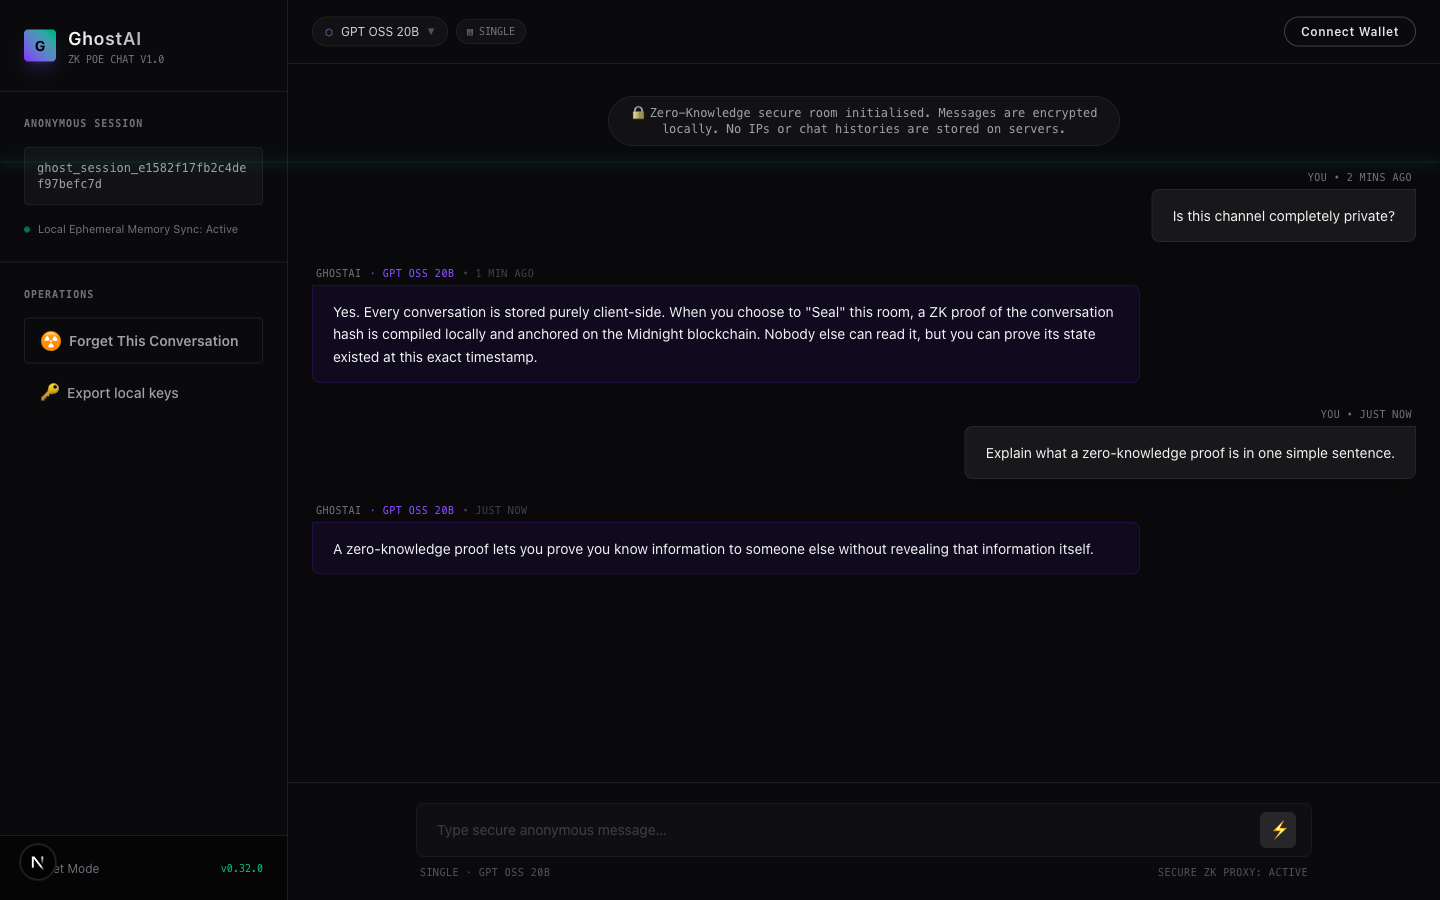 G
GhostAI
ZK POE CHAT V1.0
ANONYMOUS SESSION
ghost_session_e1582f17fb2c4de
f97befc7d
Local Ephemeral Memory Sync: Active
OPERATIONS
Forget This Conversation
Export local keys
N
et Mode
v0.32.0
GPT OSS 20B
SINGLE
Connect Wallet
Zero-Knowledge secure room initialised. Messages are encrypted
locally. No IPs or chat histories are stored on servers.
YOU • 2 MINS AGO
Is this channel completely private?
GHOSTAI · GPT OSS 20B • 1 MIN AGO
Yes. Every conversation is stored purely client-side. When you choose to "Seal" this room, a ZK proof of the conversation
hash is compiled locally and anchored on the Midnight blockchain. Nobody else can read it, but you can prove its state
existed at this exact timestamp.
YOU • JUST NOW
Explain what a zero-knowledge proof is in one simple sentence.
GHOSTAI · GPT OSS 20B • JUST NOW
A zero-knowledge proof lets you prove you know information to someone else without revealing that information itself.
Type secure anonymous message...
SINGLE · GPT OSS 20B
SECURE ZK PROXY: ACTIVE